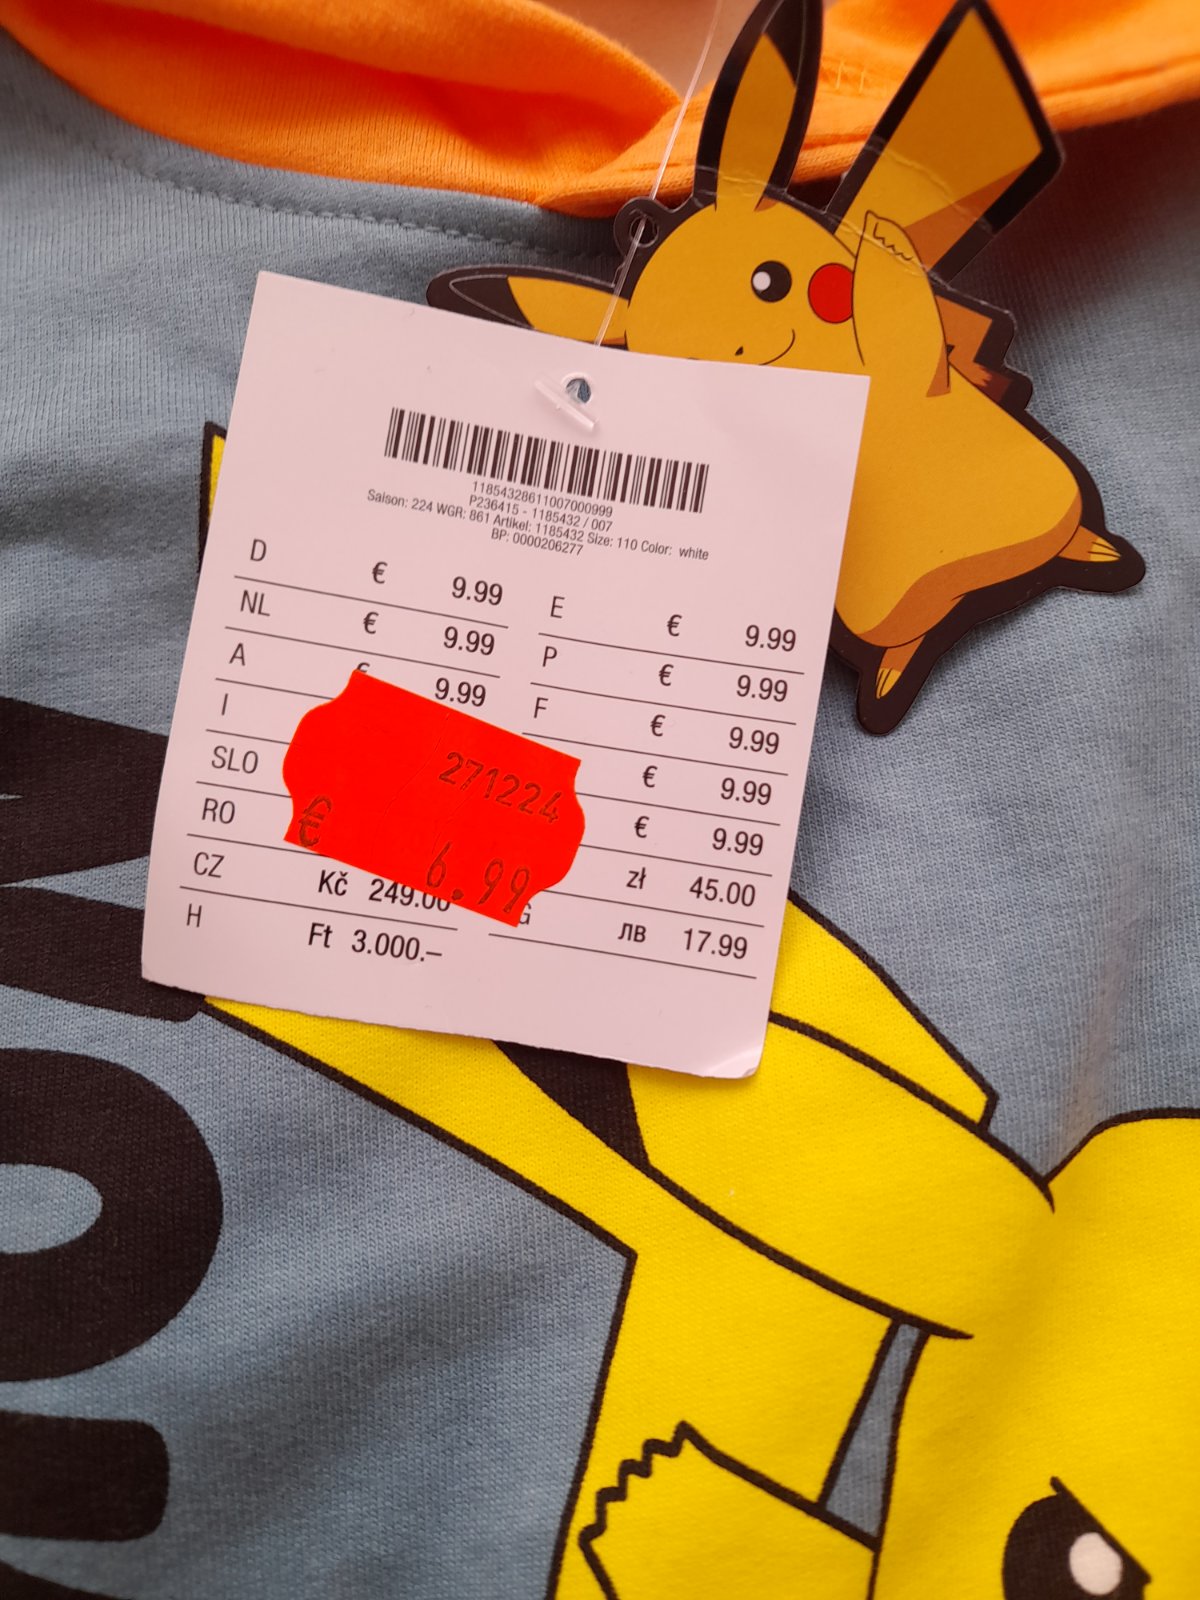 11854328611007000999
P236415 - 1185432 / 007
Saison: 224 WGR: 861 Artikel: 1185432 Size: 110 Color: white
BP: 0000206277
D € 9.99
NL € 9.99
A € 9.99
I
SLO
RO
CZ Kč 249.00
H Ft 3.000.–
E € 9.99
P € 9.99
F € 9.99
€ 9.99
€ 9.99
zł 45.00
G лв 17.99
271224
€ 6.99